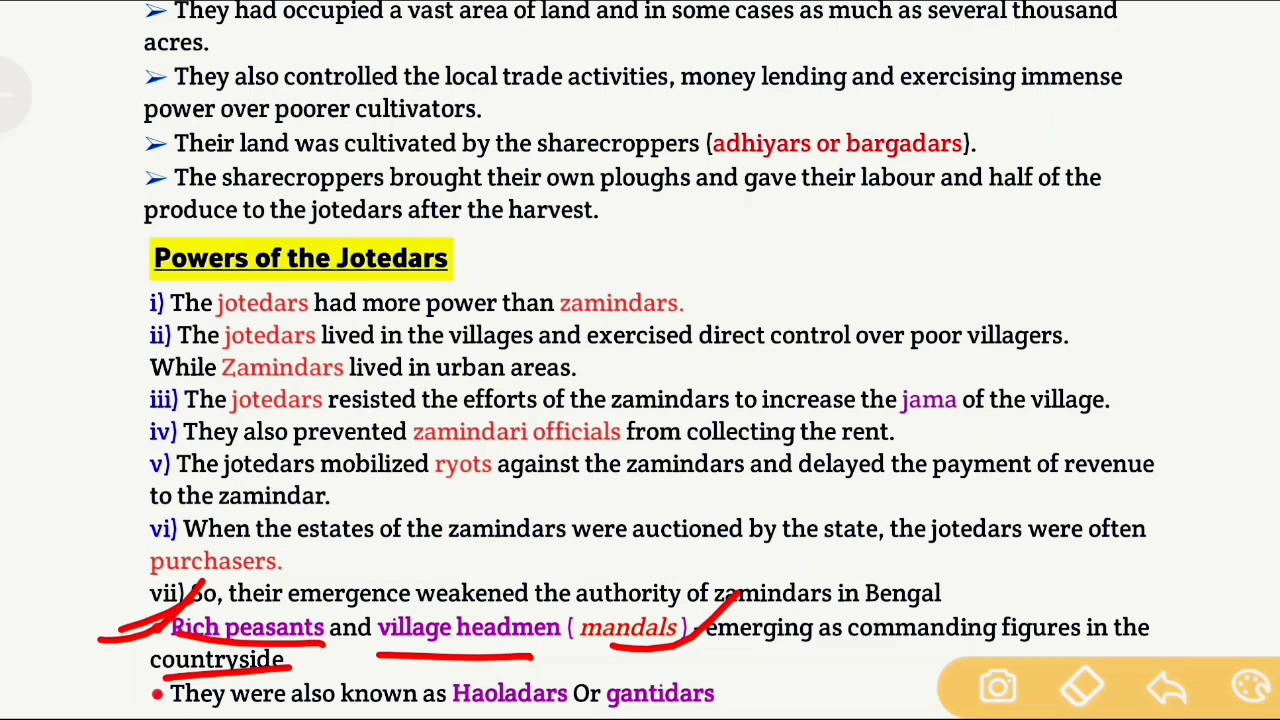 ➢ They had occupied a vast area of land and in some cases as much as several thousand
acres.
➢ They also controlled the local trade activities, money lending and exercising immense
power over poorer cultivators.
➢ Their land was cultivated by the sharecroppers (adhiyars or bargadars).
➢ The sharecroppers brought their own ploughs and gave their labour and half of the
produce to the jotedars after the harvest.
Powers of the Jotedars
i) The jotedars had more power than zamindars.
ii) The jotedars lived in the villages and exercised direct control over poor villagers.
While Zamindars lived in urban areas.
iii) The jotedars resisted the efforts of the zamindars to increase the jama of the village.
iv) They also prevented zamindari officials from collecting the rent.
v) The jotedars mobilized ryots against the zamindars and delayed the payment of revenue
to the zamindar.
vi) When the estates of the zamindars were auctioned by the state, the jotedars were often
purchasers.
vii) So, their emergence weakened the authority of zamindars in Bengal
• Rich peasants and village headmen ( mandals ) - emerging as commanding figures in the
countryside
• They were also known as Haoladars Or gantidars